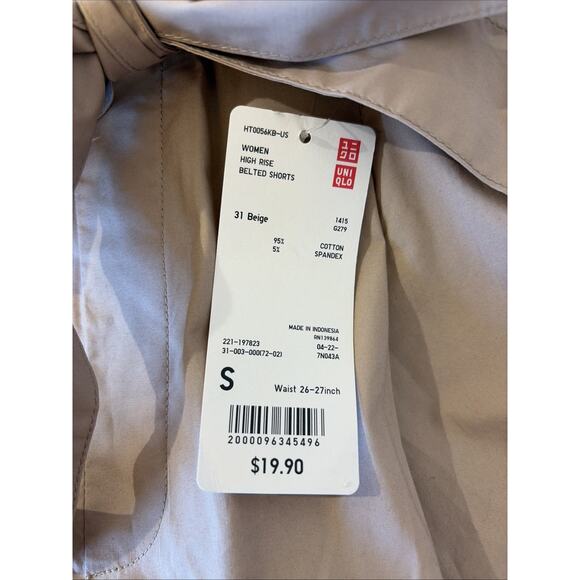 HT0056KB-US
WOMEN
HIGH RISE
BELTED SHORTS
ユニ
クロ
UNI
QLO
31 Beige
1415
G279
95% COTTON
5% SPANDEX
MADE IN INDONESIA
RN139864
221-197823 04-22-
31-003-000(72-02) 7N043A
S Waist 26-27inch
2000096345496
$19.90